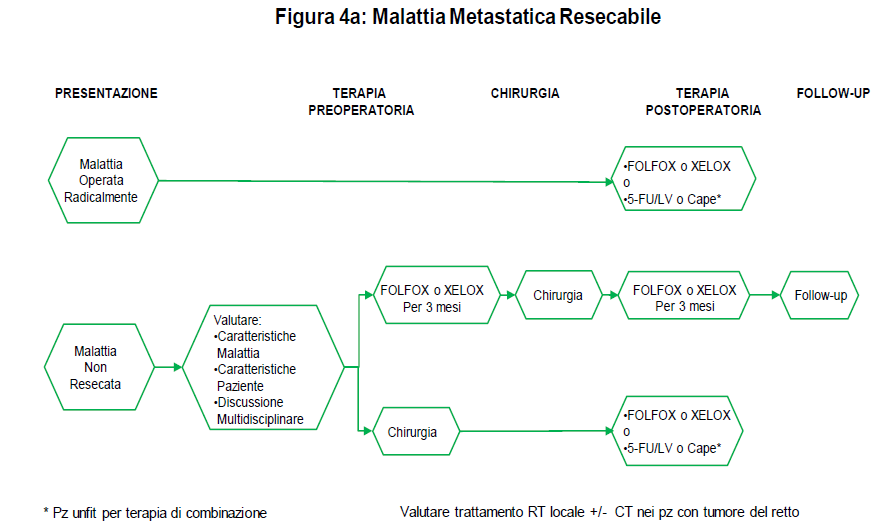 Figura 4a: Malattia Metastatica Resecabile
PRESENTAZIONE
TERAPIA
PREOPERATORIA
CHIRURGIA
TERAPIA
POSTOPERATORIA
FOLLOW-UP
Malattia
Operata
Radicalmente
•FOLFOX o XELOX
o
•5-FU/LV o Cape*
Malattia
Non
Resecata
Valutare:
•Caratteristiche
Malattia
•Caratteristiche
Paziente
•Discussione
Multidisciplinare
FOLFOX o XELOX
Per 3 mesi
Chirurgia
FOLFOX o XELOX
Per 3 mesi
Follow-up
Chirurgia
•FOLFOX o XELOX
o
•5-FU/LV o Cape*
* Pz unfit per terapia di combinazione
Valutare trattamento RT locale +/- CT nei pz con tumore del retto